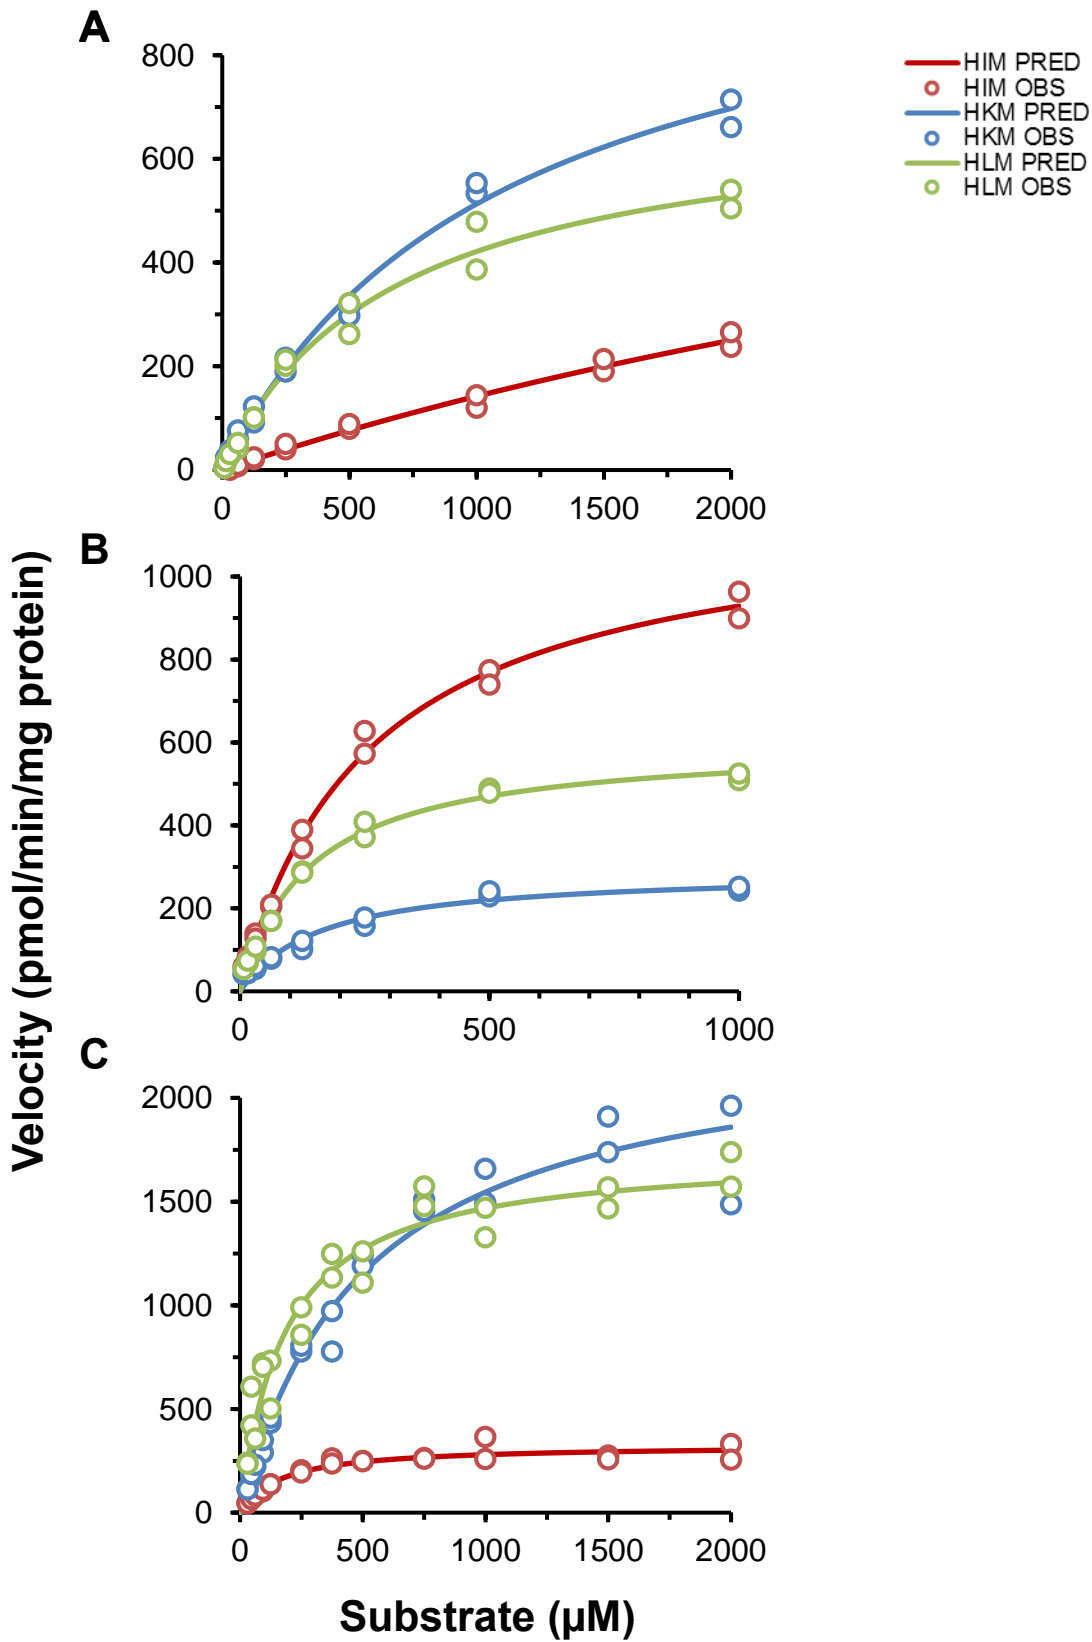 A
800
600
400
200
0
0 500 1000 1500 2000
HIM PRED
HIM OBS
HKM PRED
HKM OBS
HLM PRED
HLM OBS
B
1000
800
600
400
200
0
0 500 1000
C
2000
1500
1000
500
0
0 500 1000 1500 2000
Velocity (pmol/min/mg protein)
Substrate (µM)